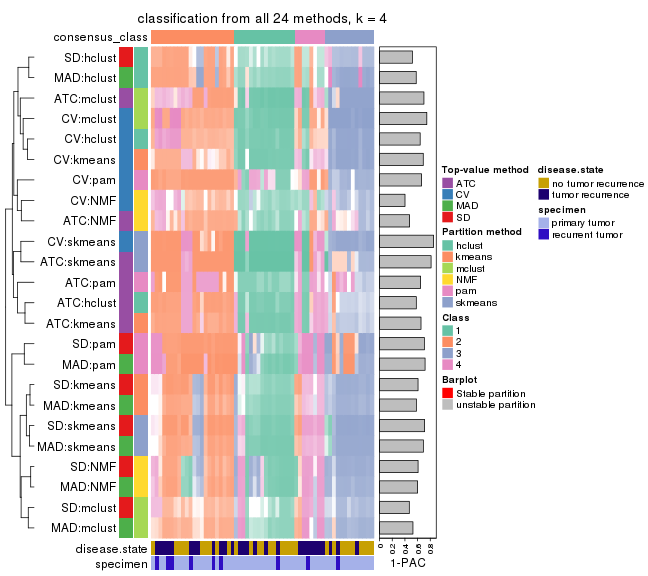 classification from all 24 methods, k = 4
consensus_class
SD:hclust
MAD:hclust
ATC:mclust
CV:mclust
CV:hclust
CV:kmeans
CV:pam
CV:NMF
ATC:NMF
CV:skmeans
ATC:skmeans
ATC:pam
ATC:hclust
ATC:kmeans
SD:pam
MAD:pam
SD:kmeans
MAD:kmeans
SD:skmeans
MAD:skmeans
SD:NMF
MAD:NMF
SD:mclust
MAD:mclust
disease.state
specimen
0 0.2 0.4 0.6 0.8
1-PAC
Top-value method
ATC
CV
MAD
SD
Partition method
hclust
kmeans
mclust
NMF
pam
skmeans
Class
1
2
3
4
Barplot
Stable partition
unstable partition
disease.state
no tumor recurrence
tumor recurrence
specimen
primary tumor
recurrent tumor